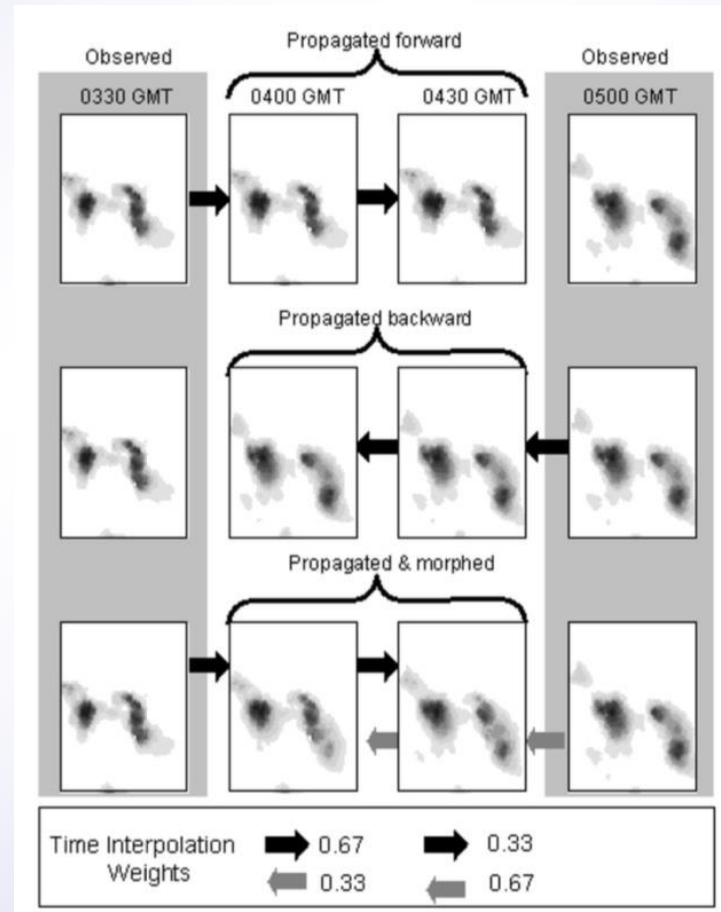 Propagated forward
Observed
Observed
0330 GMT
0400 GMT
0430 GMT
0500 GMT
Propagated backward
Propagated & morphed
Time Interpolation
Weights
0.67
0.33
0.33
0.67